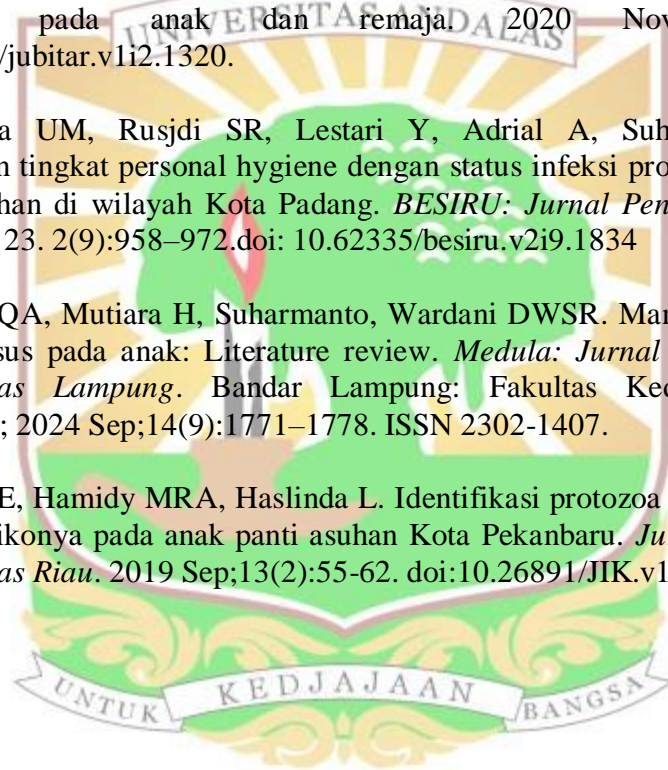 pada anak dan remaja. 2020 Nov
/jubitar.v1i2.1320.
a UM, Rusjdi SR, Lestari Y, Adrial A, Suh
n tingkat personal hygiene dengan status infeksi pro
han di wilayah Kota Padang. BESIRU: Jurnal Pen
23. 2(9):958–972.doi: 10.62335/besiru.v2i9.1834
QA, Mutiara H, Suharmanto, Wardani DWSR. Mar
sus pada anak: Literature review. Medula: Jurnal
as Lampung. Bandar Lampung: Fakultas Ked
; 2024 Sep;14(9):1771–1778. ISSN 2302-1407.
E, Hamidy MRA, Haslinda L. Identifikasi protozoa
ikonya pada anak panti asuhan Kota Pekanbaru. Ju
as Riau. 2019 Sep;13(2):55-62. doi:10.26891/JIK.v1
UNIVERSITAS ANDALAS
UNTUK KEDJAJAAN BANGSA